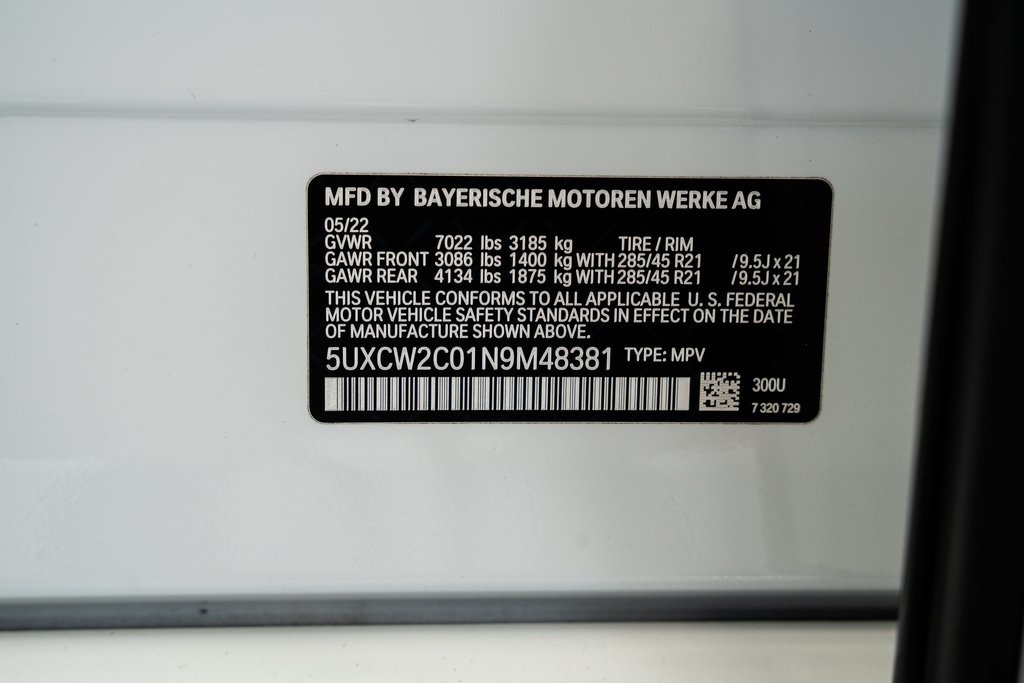 MFD BY BAYERISCHE MOTOREN WERKE AG
05/22
GVWR 7022 lbs 3185 kg TIRE / RIM
GAWR FRONT 3086 lbs 1400 kg WITH 285/45 R21 /9.5J x 21
GAWR REAR 4134 lbs 1875 kg WITH 285/45 R21 /9.5J x 21
THIS VEHICLE CONFORMS TO ALL APPLICABLE U. S. FEDERAL
MOTOR VEHICLE SAFETY STANDARDS IN EFFECT ON THE DATE
OF MANUFACTURE SHOWN ABOVE.
5UXCW2C01N9M48381 TYPE: MPV
300U
7 320 729